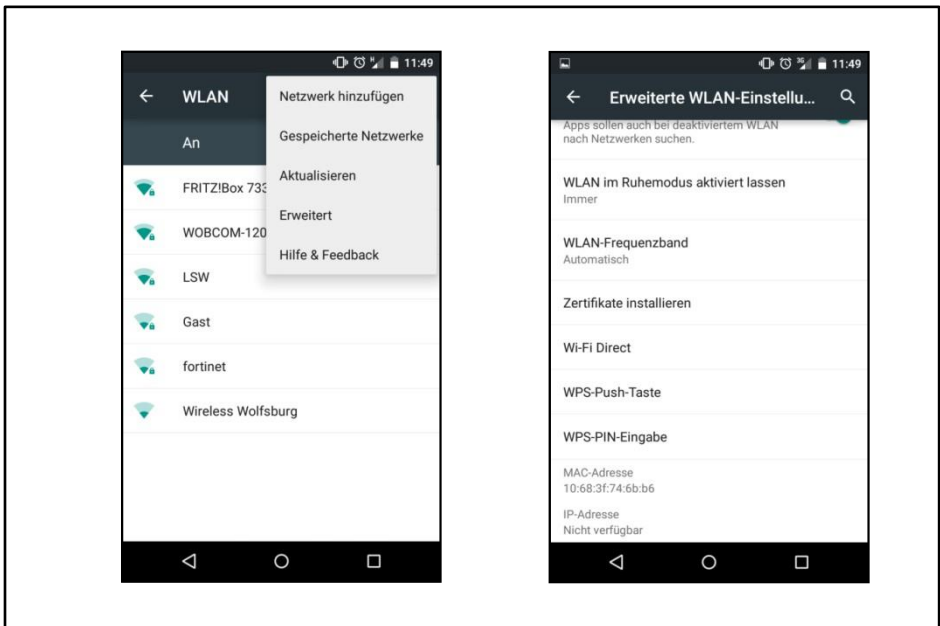 H 11:49
WLAN
An
Netzwerk hinzufügen
Gespeicherte Netzwerke
Aktualisieren
Erweitert
Hilfe & Feedback
FRITZ!Box 733
WOBCOM-120
LSW
Gast
fortinet
Wireless Wolfsburg
3G 11:49
Erweiterte WLAN-Einstellu...
Apps sollen auch bei deaktiviertem WLAN
nach Netzwerken suchen.
WLAN im Ruhemodus aktiviert lassen
Immer
WLAN-Frequenzband
Automatisch
Zertifikate installieren
Wi-Fi Direct
WPS-Push-Taste
WPS-PIN-Eingabe
MAC-Adresse
10:68:3f:74:6b:b6
IP-Adresse
Nicht verfügbar